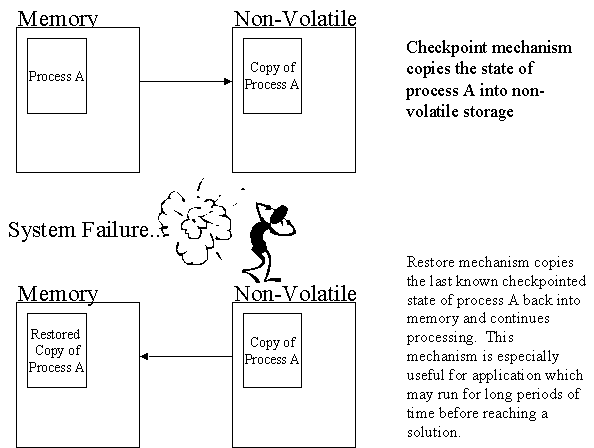 Memory
Non-Volatile
Process A
Copy of
Process A
Checkpoint mechanism
copies the state of
process A into non-
volatile storage
System Failure...
Memory
Non-Volatile
Restored
Copy of
Process A
Copy of
Process A
Restore mechanism copies
the last known checkpointed
state of process A back into
memory and continues
processing.  This
mechanism is especially
useful for application which
may run for long periods of
time before reaching a
solution.